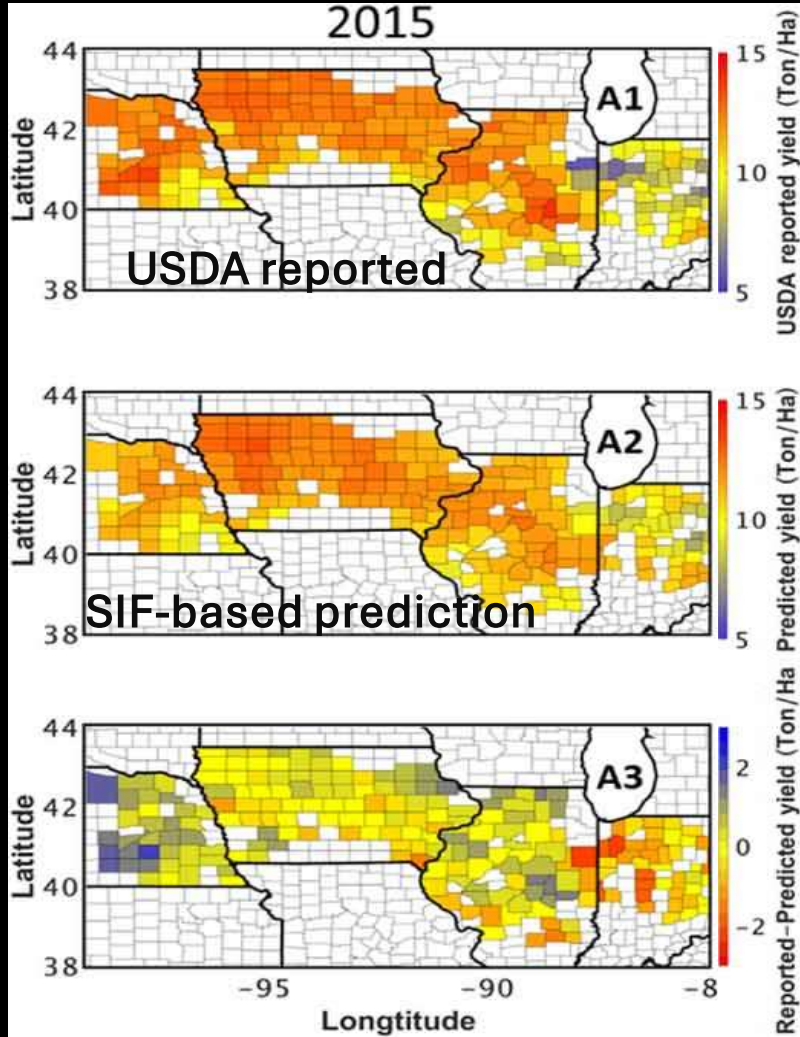 2015
44
42
40
38
Latitude
A1
USDA reported
15
10
5
USDA reported yield (Ton/Ha)
44
42
40
38
Latitude
A2
SIF-based prediction
15
10
5
Predicted yield (Ton/Ha)
44
42
40
38
Latitude
A3
2
0
−2
Reported−Predicted yield (Ton/Ha
−95
−90
−8
Longtitude